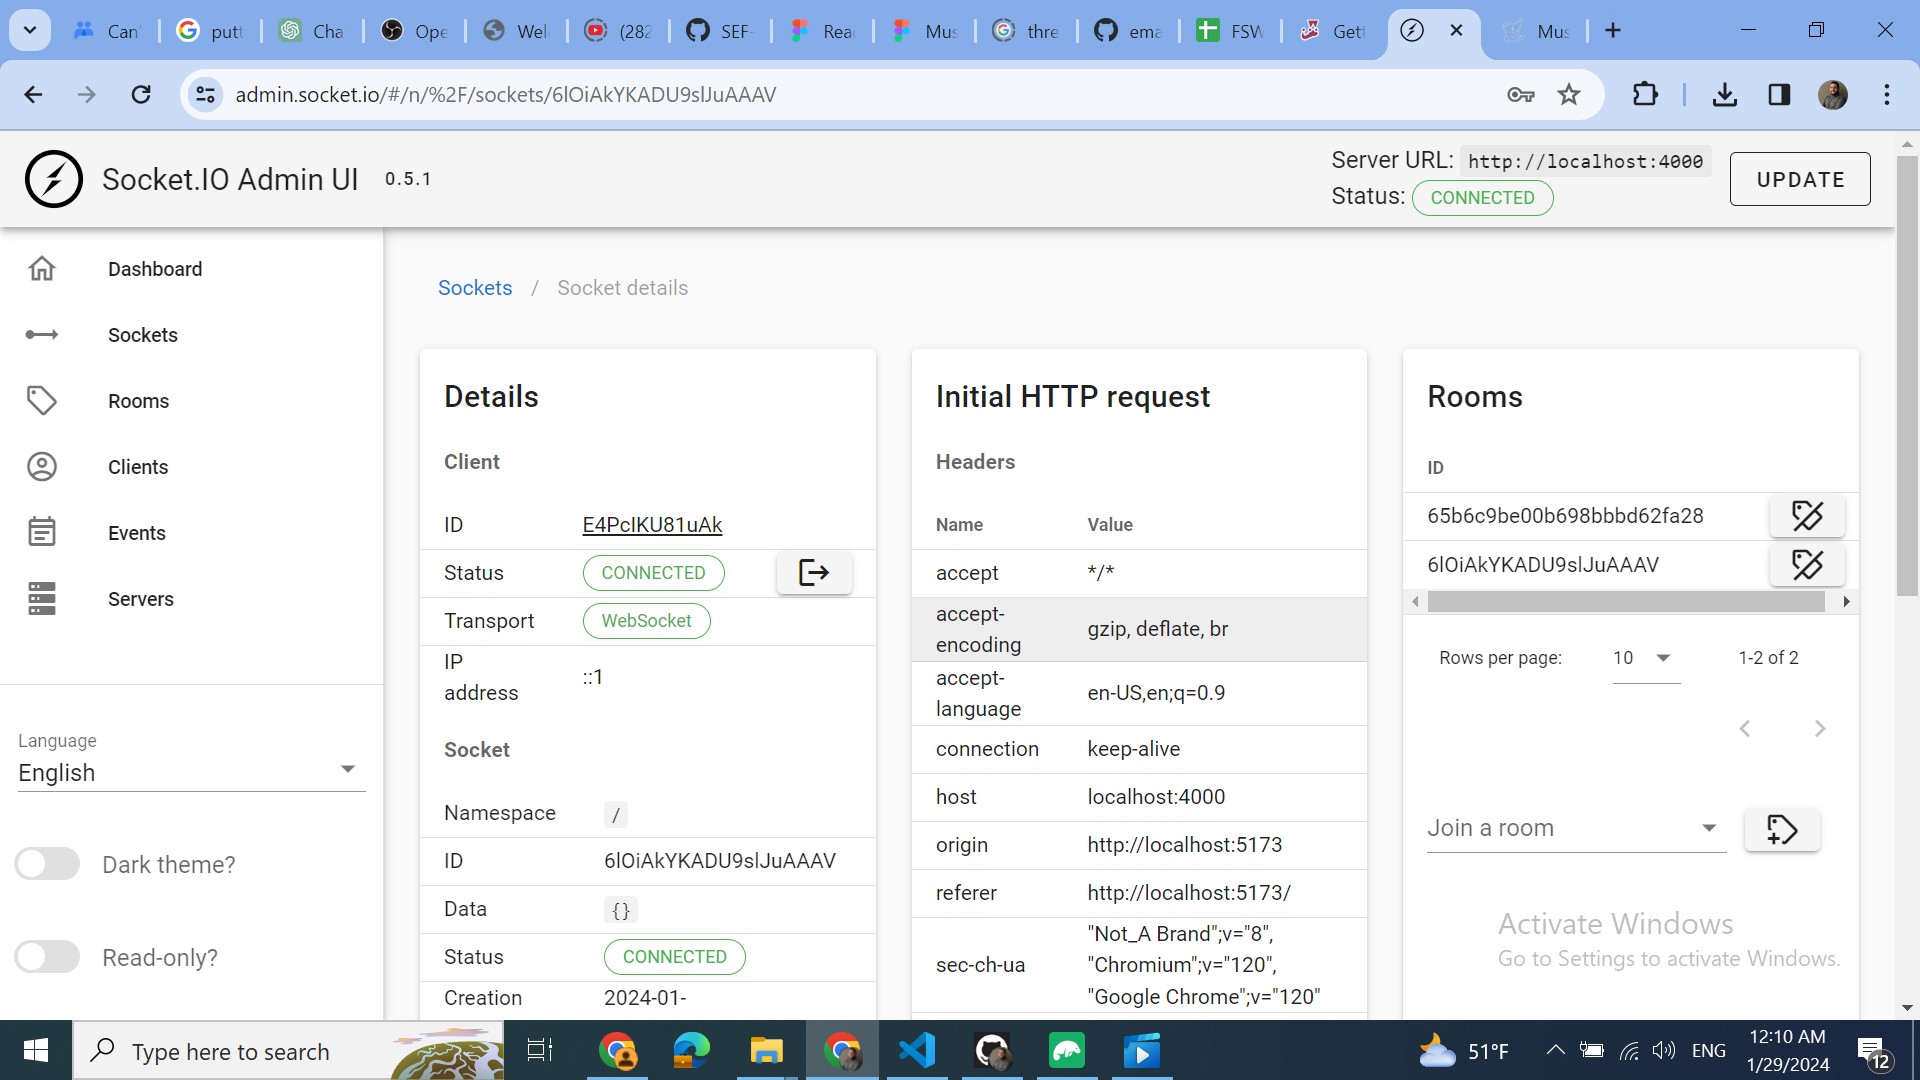 Can'
putt
Cha
Ope
Wel
(282
SEF-
Reac
Mus
thre
ema
FSW
Gett
Mus
admin.socket.io/#/n/%2F/sockets/6lOiAkYKADU9slJuAAAV
Socket.IO Admin UI
0.5.1
Server URL: http://localhost:4000
Status: CONNECTED
UPDATE
Dashboard
Sockets
Rooms
Clients
Events
Servers
Language
English
Dark theme?
Read-only?
Sockets / Socket details
Details
Client
ID E4PcIKU81uAk
Status CONNECTED
Transport WebSocket
IP
address
::1
Socket
Namespace /
ID 6lOiAkYKADU9slJuAAAV
Data {}
Status CONNECTED
Creation 2024-01-
Initial HTTP request
Headers
Name Value
accept */*
accept-
encoding
gzip, deflate, br
accept-
language
en-US,en;q=0.9
connection keep-alive
host localhost:4000
origin http://localhost:5173
referer http://localhost:5173/
sec-ch-ua
"Not_A Brand";v="8",
"Chromium";v="120",
"Google Chrome";v="120"
Rooms
ID
65b6c9be00b698bbbd62fa28
6lOiAkYKADU9slJuAAAV
Rows per page: 10 1-2 of 2
Join a room
Activate Windows
Go to Settings to activate Windows.
Type here to search
51°F
ENG
12:10 AM
1/29/2024
12